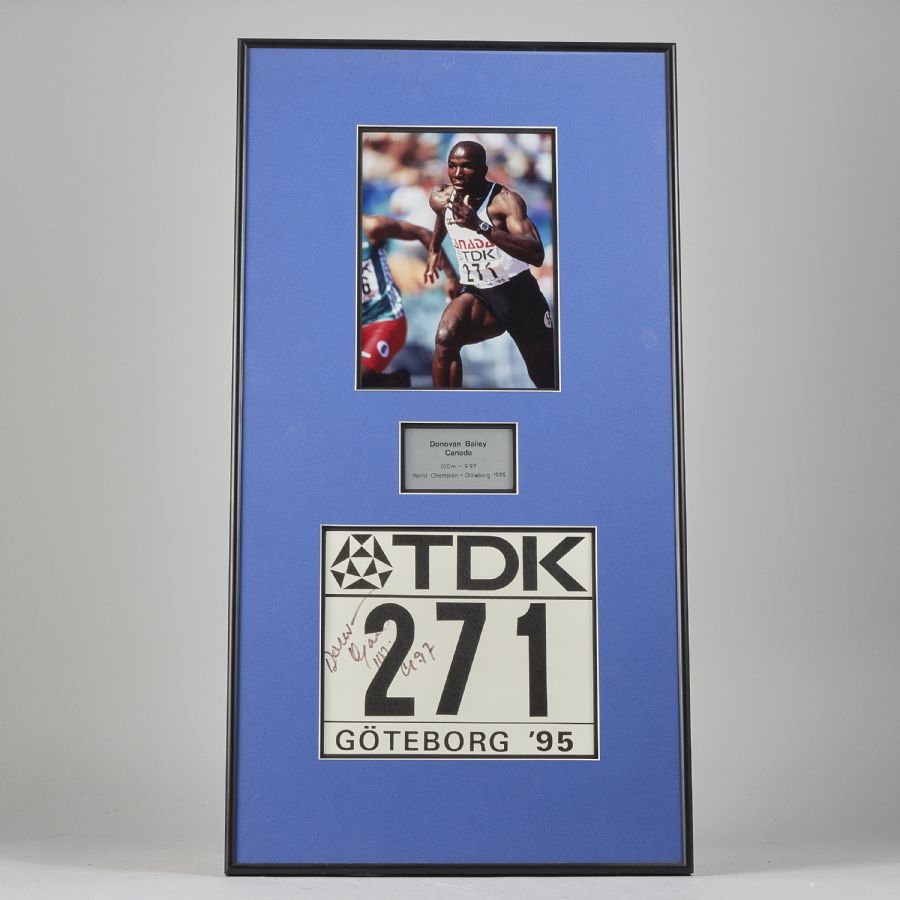 CANADA
TDK
271
Donovan Bailey
Canada
100m - 9.97
World Champion - Göteborg 1995
TDK
271
9.97
GÖTEBORG '95